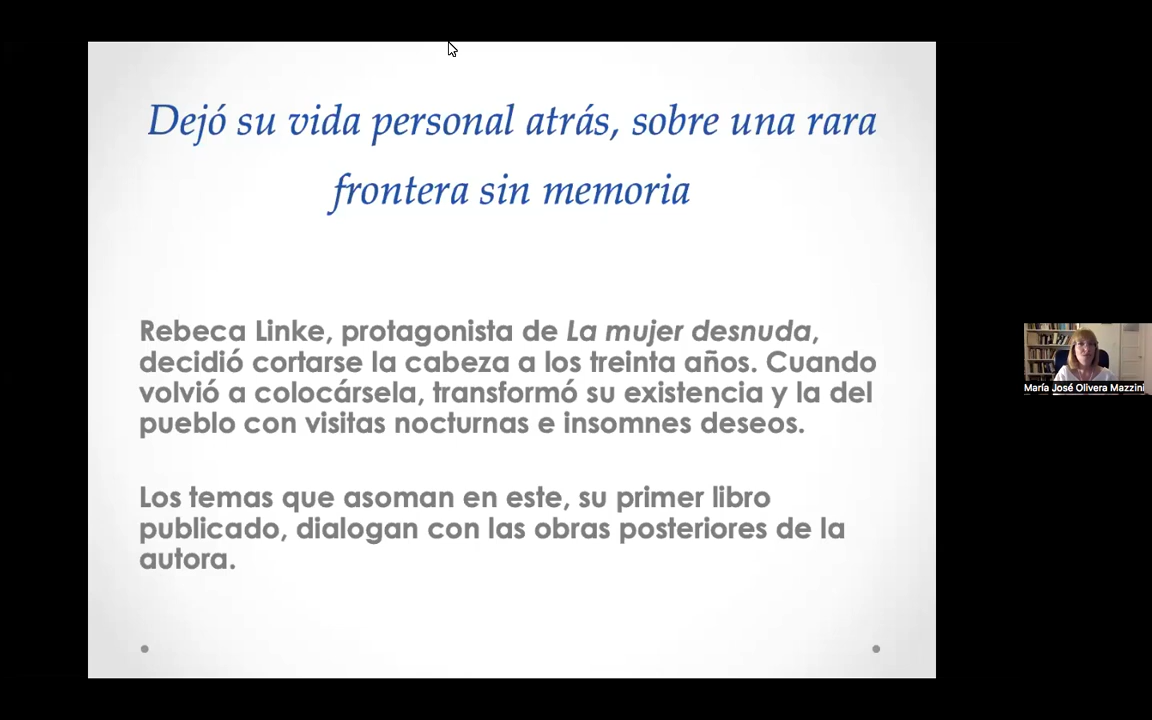 Dejó su vida personal atrás, sobre una rara
frontera sin memoria
Rebeca Linke, protagonista de La mujer desnuda,
decidió cortarse la cabeza a los treinta años. Cuando
volvió a colocársela, transformó su existencia y la del
pueblo con visitas nocturnas e insomnes deseos.
Los temas que asoman en este, su primer libro
publicado, dialogan con las obras posteriores de la
autora.
María José Olivera Mazzini